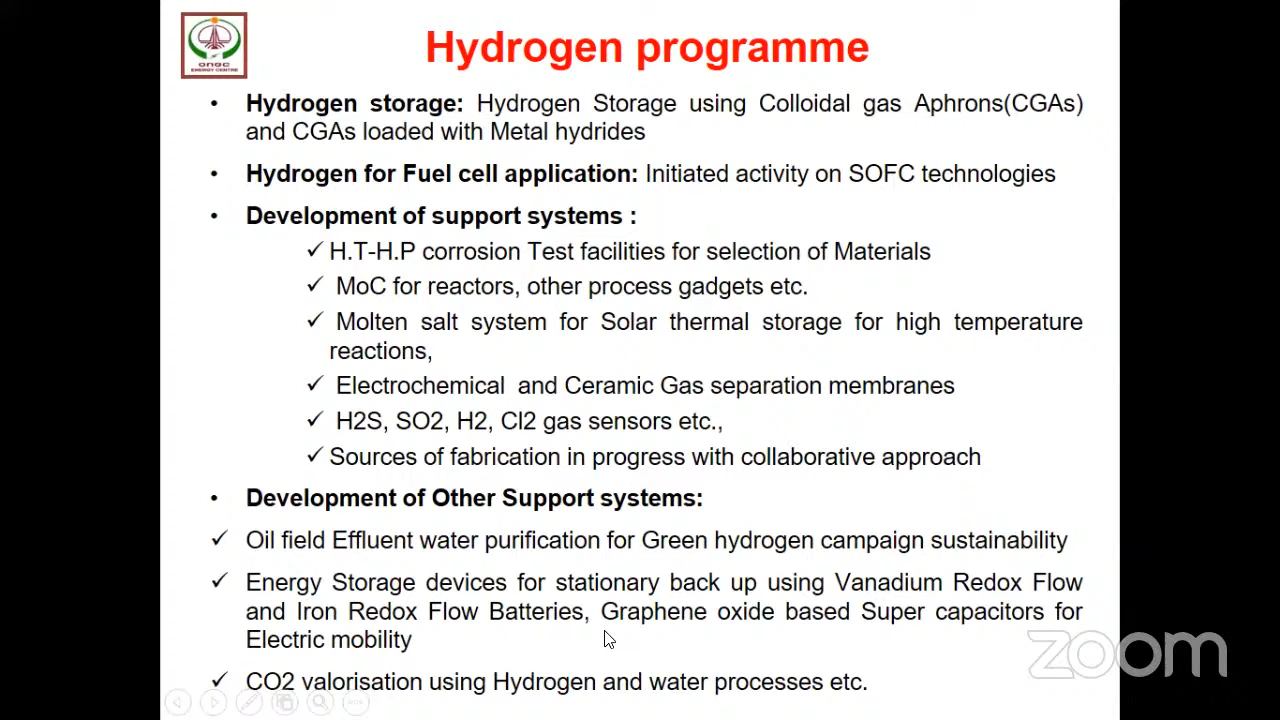 Hydrogen programme
ONGC
ENERGY CENTRE
• Hydrogen storage: Hydrogen Storage using Colloidal gas Aphrons(CGAs)
and CGAs loaded with Metal hydrides
• Hydrogen for Fuel cell application: Initiated activity on SOFC technologies
• Development of support systems :
✓ H.T-H.P corrosion Test facilities for selection of Materials
✓ MoC for reactors, other process gadgets etc.
✓ Molten salt system for Solar thermal storage for high temperature
reactions,
✓ Electrochemical and Ceramic Gas separation membranes
✓ H2S, SO2, H2, Cl2 gas sensors etc.,
✓ Sources of fabrication in progress with collaborative approach
• Development of Other Support systems:
✓ Oil field Effluent water purification for Green hydrogen campaign sustainability
✓ Energy Storage devices for stationary back up using Vanadium Redox Flow
and Iron Redox Flow Batteries, Graphene oxide based Super capacitors for
Electric mobility
✓ CO2 valorisation using Hydrogen and water processes etc.
zoom